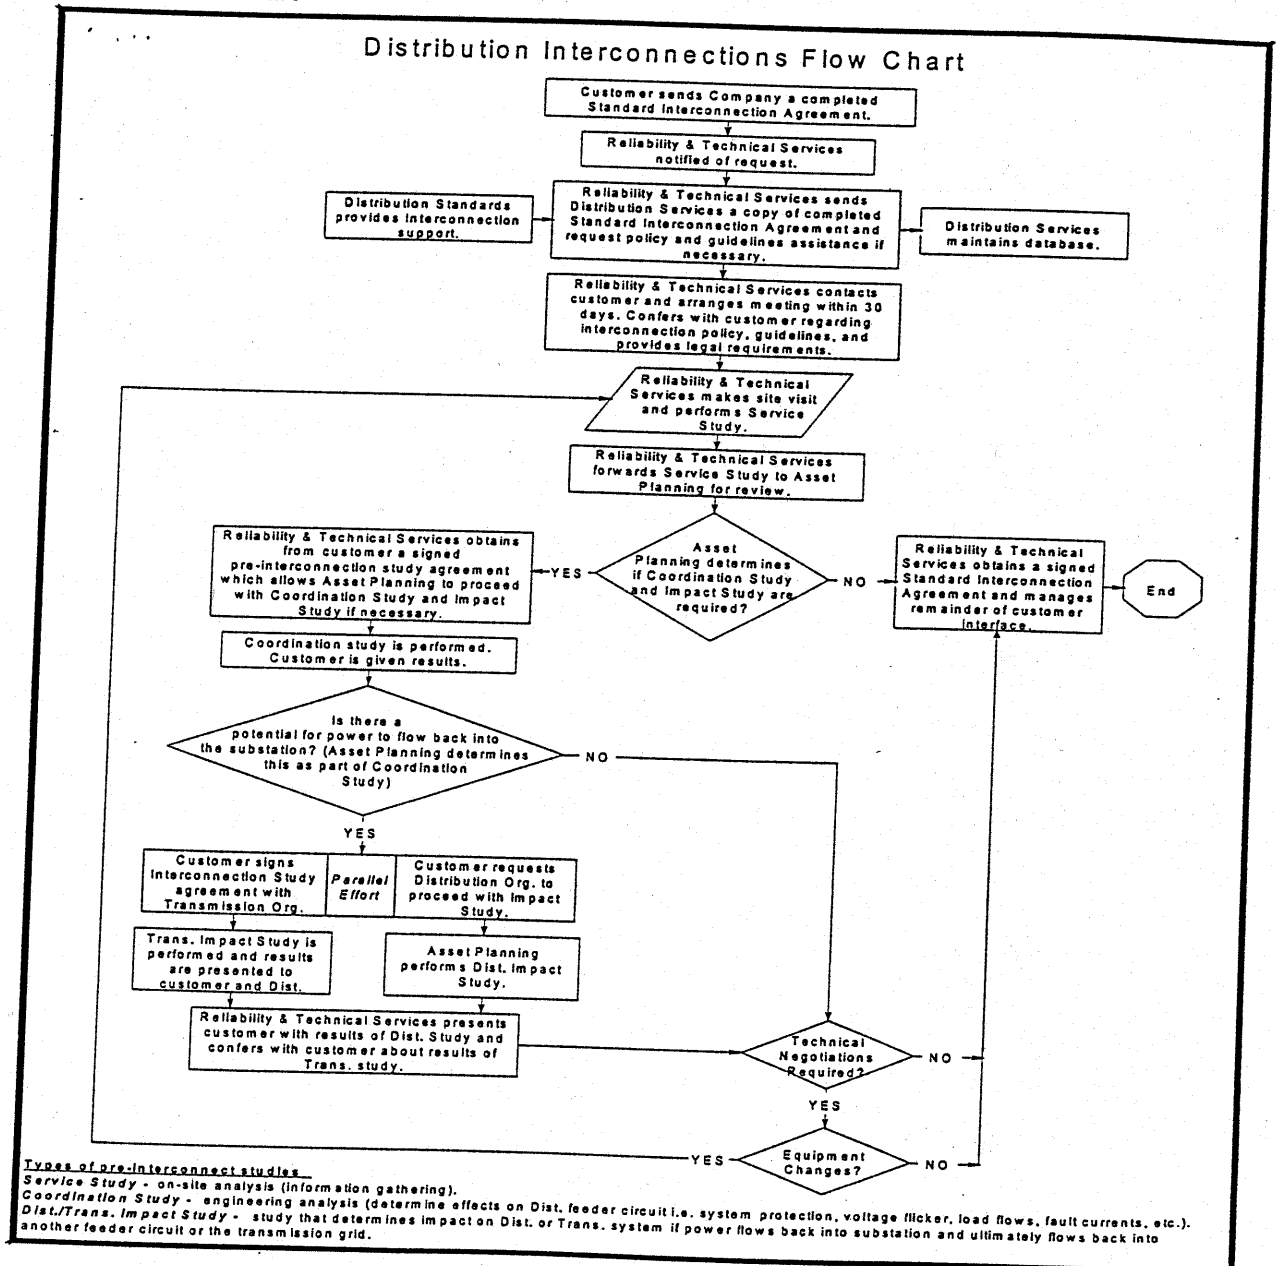 Distribution Interconnections Flow Chart
Customer sends Company a completed
Standard Interconnection Agreement.
Reliability & Technical Services
notified of request.
Distribution Standards
provides Interconnection
support.
Reliability & Technical Services sends
Distribution Services a copy of completed
Standard Interconnection Agreement and
request policy and guidelines assistance if
necessary.
Distribution Services
maintains database.
Reliability & Technical Services contacts
customer and arranges meeting within 30
days. Confers with customer regarding
interconnection policy, guidelines, and
provides legal requirements.
Reliability & Technical
Services makes site visit
and performs Service
Study.
Reliability & Technical Services
forwards Service Study to Asset
Planning for review.
Reliability & Technical Services obtains
from customer a signed
pre-interconnection study agreement
which allows Asset Planning to proceed
with Coordination Study and Impact
Study if necessary.
YES
Asset
Planning determines
if Coordination Study
and Impact Study are
required?
NO
Reliability & Technical
Services obtains a signed
Standard Interconnection
Agreement and manages
remainder of customer
interface.
End
Coordination study is performed.
Customer is given results.
Is there a
potential for power to flow back into
the substation? (Asset Planning determines
this as part of Coordination
Study)
NO
YES
Customer signs
Interconnection Study
agreement with
Transmission Org.
Parallel
Effort
Customer requests
Distribution Org. to
proceed with Impact
Study.
Trans. Impact Study is
performed and results
are presented to
customer and Dist.
Asset Planning
performs Dist. Impact
Study.
Reliability & Technical Services presents
customer with results of Dist. Study and
confers with customer about results of
Trans. study.
Technical
Negotiations
Required?
NO
YES
YES
Equipment
Changes?
NO
Types of pre-interconnect studies
Service Study - on-site analysis (information gathering).
Coordination Study - engineering analysis (determine effects on Dist. feeder circuit i.e. system protection, voltage flicker, load flows, fault currents, etc.).
Dist./Trans. Impact Study - study that determines impact on Dist. or Trans. system if power flows back into substation and ultimately flows back into
another feeder circuit or the transmission grid.